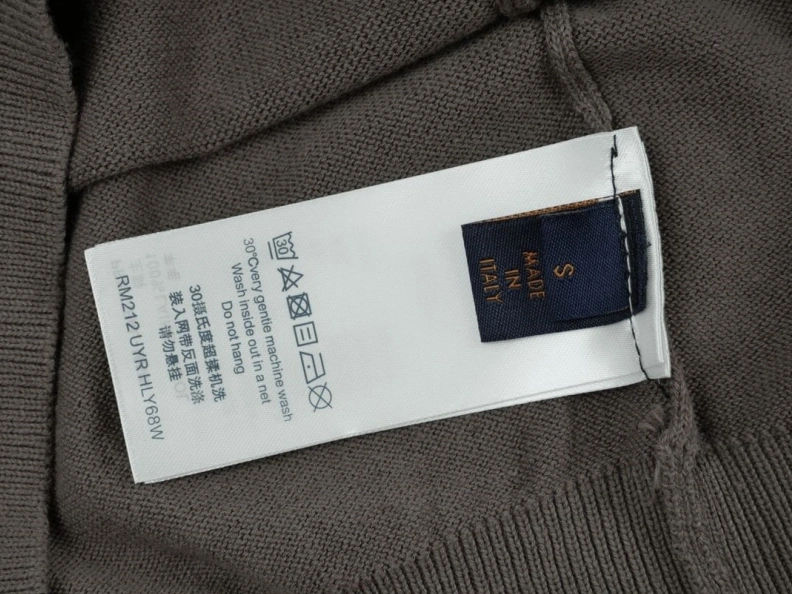 S
MADE
IN
ITALY
30
30°Cvery gentle machine wash
Wash inside out in a net
Do not hang
30摄氏度超揉机洗
装入网带反面洗涤
请勿悬挂
RM212 UYR HLY68W